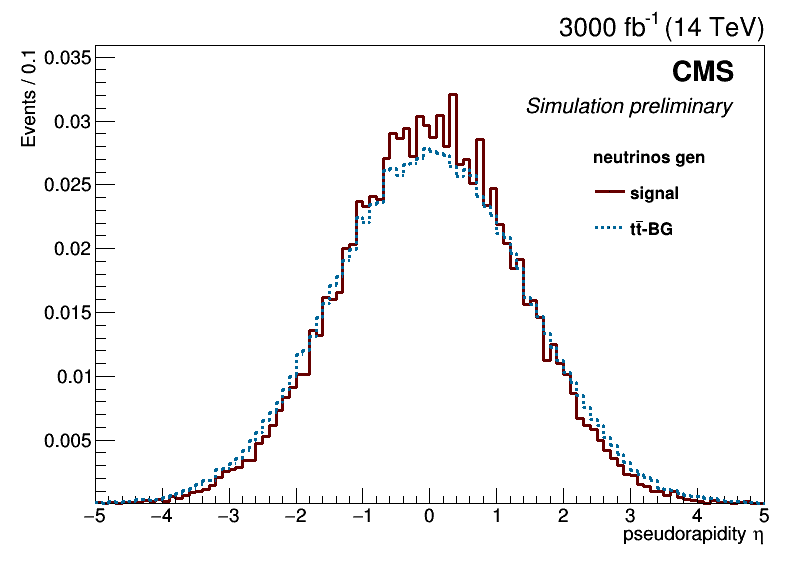 3000 fb⁻¹ (14 TeV)
Events / 0.1
0.035
0.03
0.025
0.02
0.015
0.01
0.005
CMS
Simulation preliminary
neutrinos gen
signal
tt̄-BG
−5 −4 −3 −2 −1 0 1 2 3 4 5
pseudorapidity η